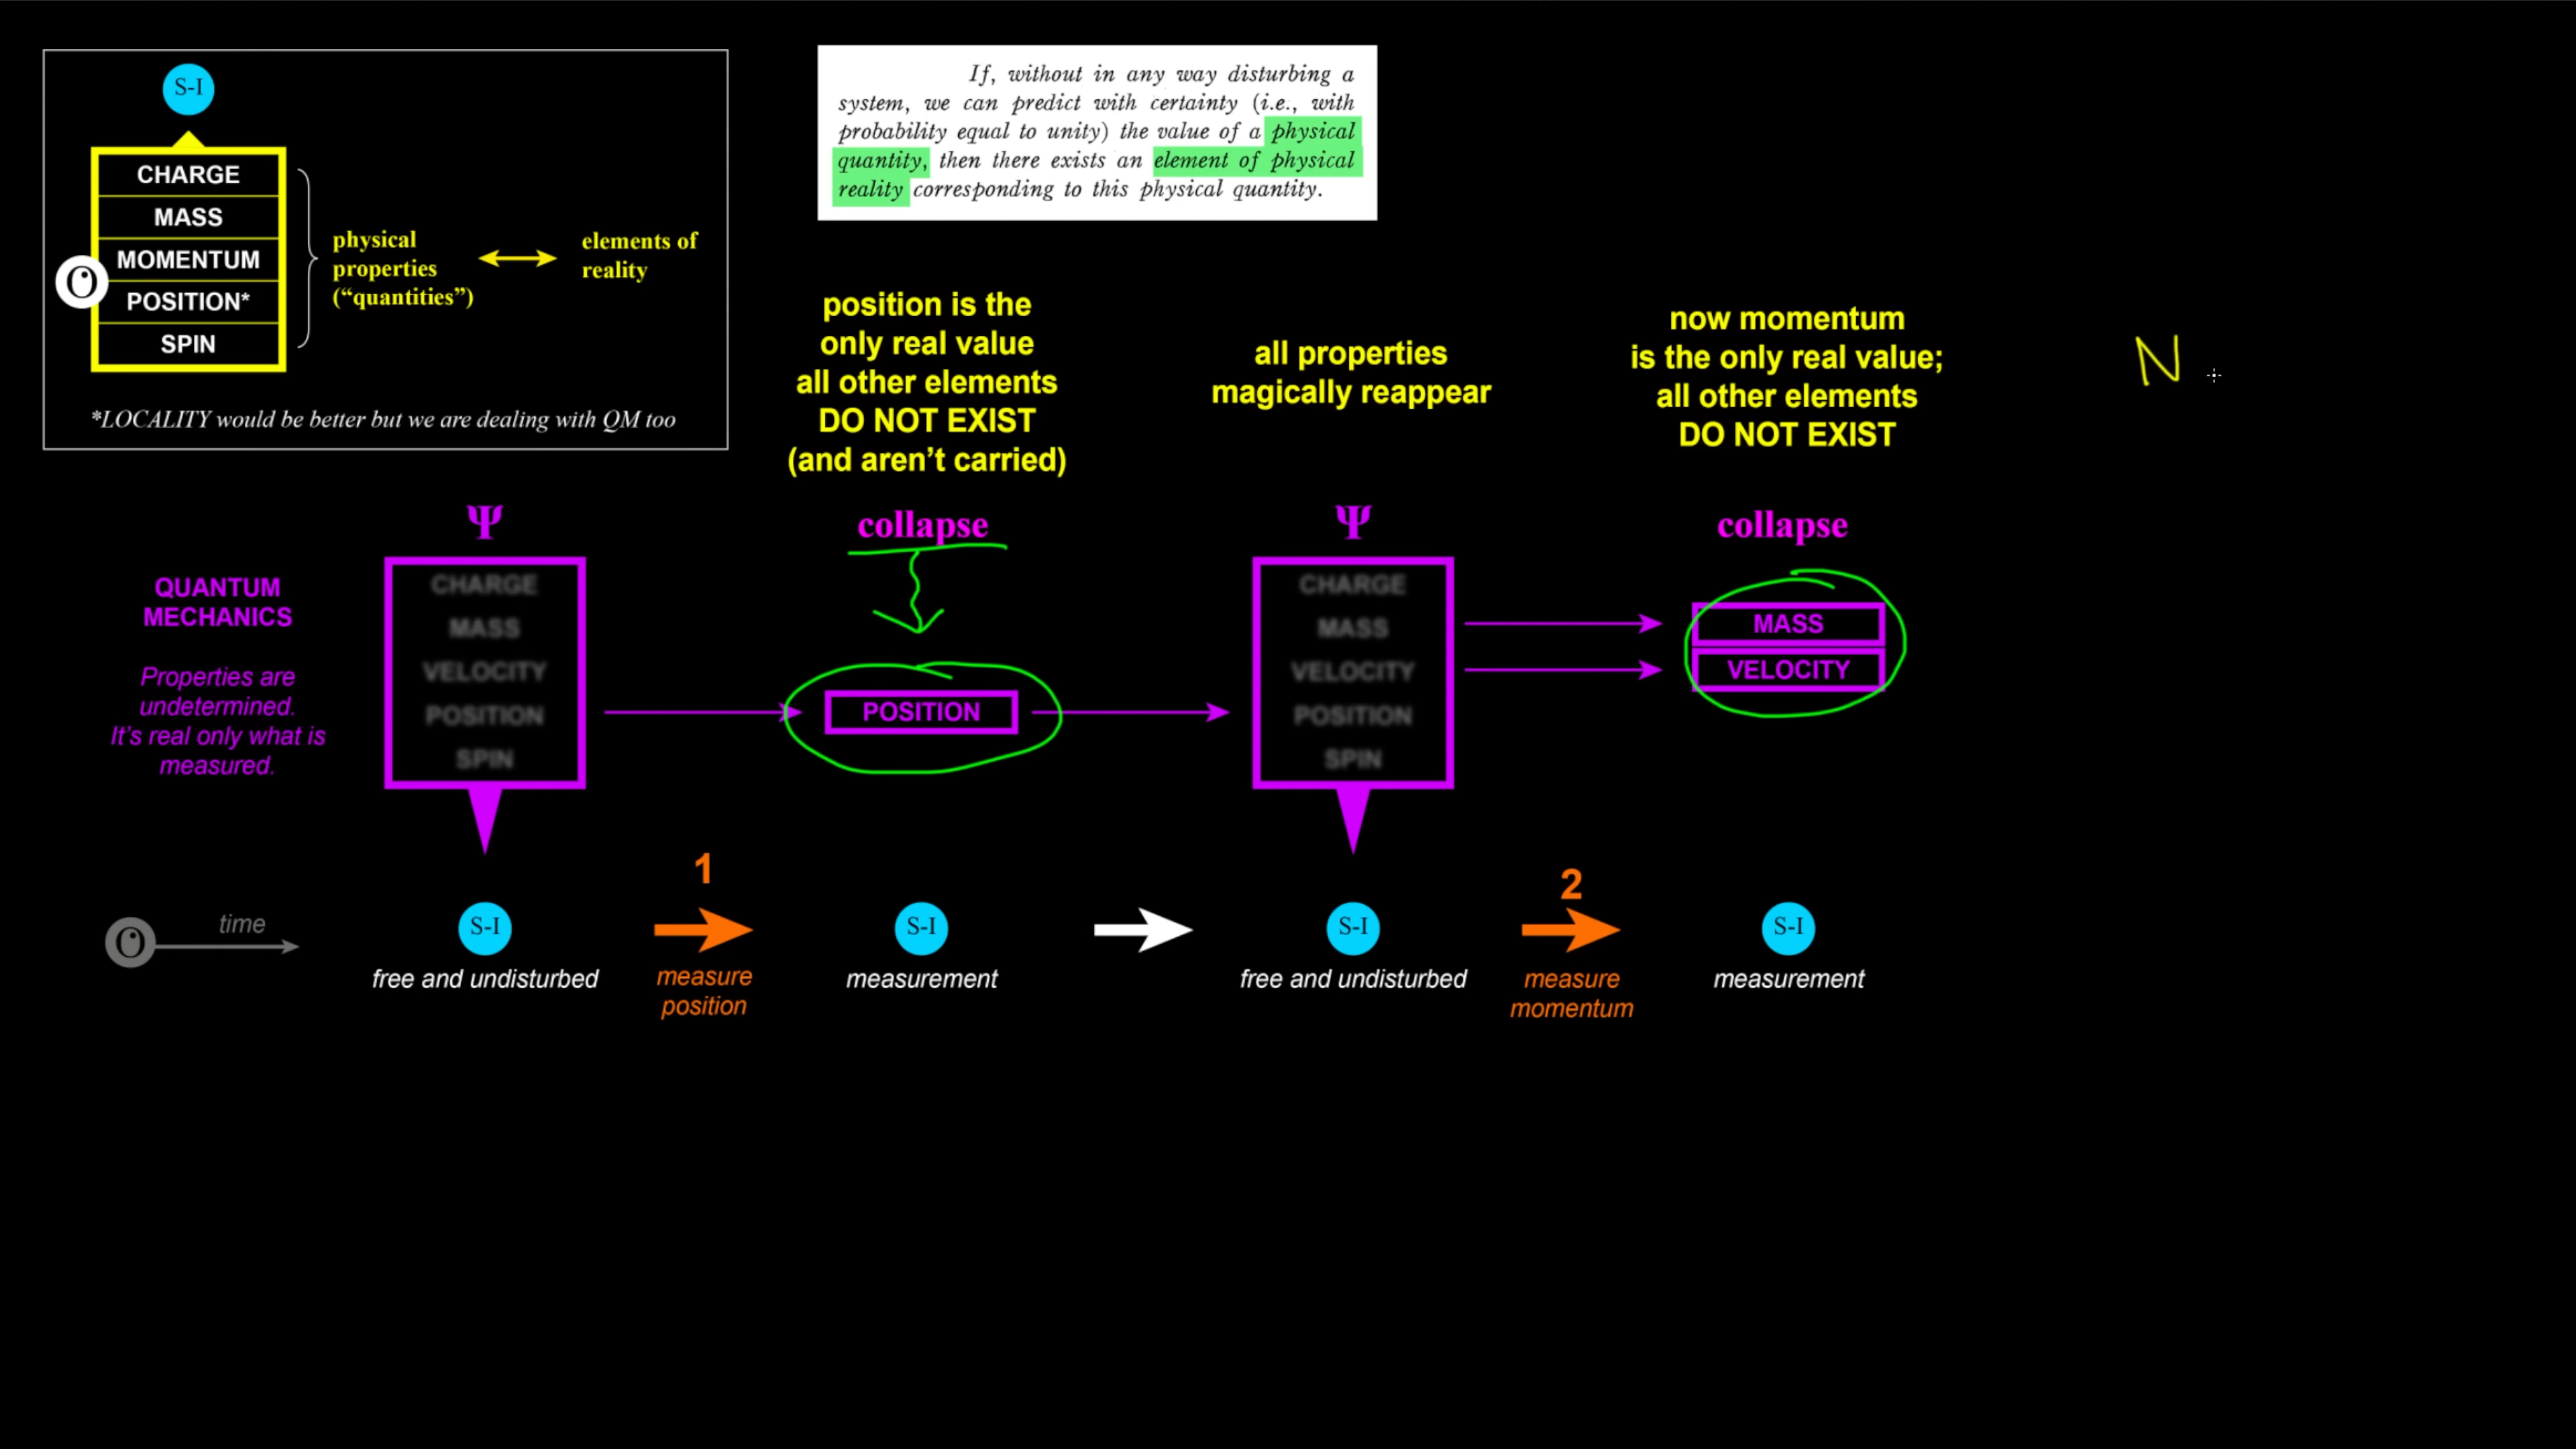 S-I
CHARGE
MASS
MOMENTUM
POSITION*
SPIN
O
physical
properties
(“quantities”)
elements of
reality
*LOCALITY would be better but we are dealing with QM too
If, without in any way disturbing a
system, we can predict with certainty (i.e., with
probability equal to unity) the value of a physical
quantity, then there exists an element of physical
reality corresponding to this physical quantity.
position is the
only real value
all other elements
DO NOT EXIST
(and aren’t carried)
all properties
magically reappear
now momentum
is the only real value;
all other elements
DO NOT EXIST
N
QUANTUM
MECHANICS
Properties are
undetermined.
It’s real only what is
measured.
Ψ
CHARGE
MASS
VELOCITY
POSITION
SPIN
collapse
POSITION
Ψ
CHARGE
MASS
VELOCITY
POSITION
SPIN
collapse
MASS
VELOCITY
O
time
S-I
free and undisturbed
1
measure
position
S-I
measurement
S-I
free and undisturbed
2
measure
momentum
S-I
measurement